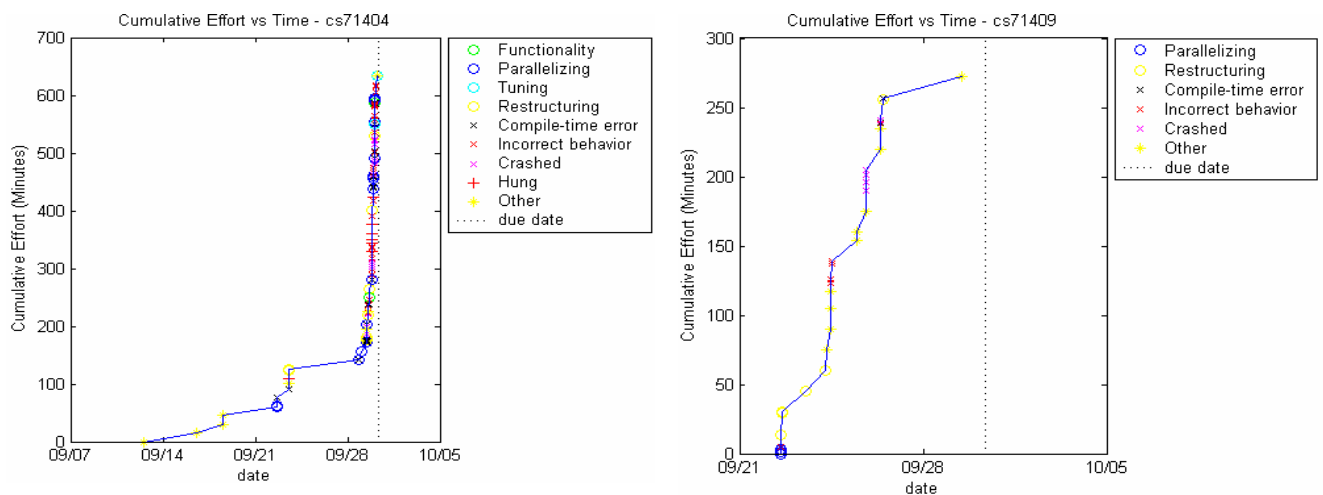 Cumulative Effort vs Time - cs71404
700
600
500
400
300
200
100
0
Cumulative Effort (Minutes)
09/07
09/14
09/21
09/28
10/05
date
Functionality
Parallelizing
Tuning
Restructuring
Compile-time error
Incorrect behavior
Crashed
Hung
Other
due date
Cumulative Effort vs Time - cs71409
300
250
200
150
100
50
0
Cumulative Effort (Minutes)
09/21
09/28
10/05
date
Parallelizing
Restructuring
Compile-time error
Incorrect behavior
Crashed
Other
due date